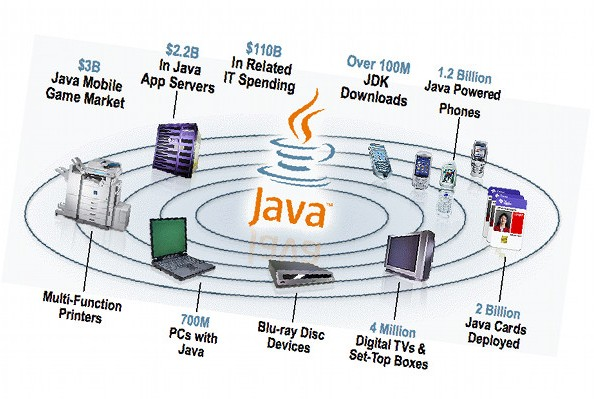 $3B
Java Mobile
Game Market
$2.2B
In Java
App Servers
$110B
In Related
IT Spending
Over 100M
JDK
Downloads
1.2 Billion
Java Powered
Phones
Java™
Multi-Function
Printers
700M
PCs with
Java
Blu-ray Disc
Devices
4 Million
Digital TVs &
Set-Top Boxes
2 Billion
Java Cards
Deployed